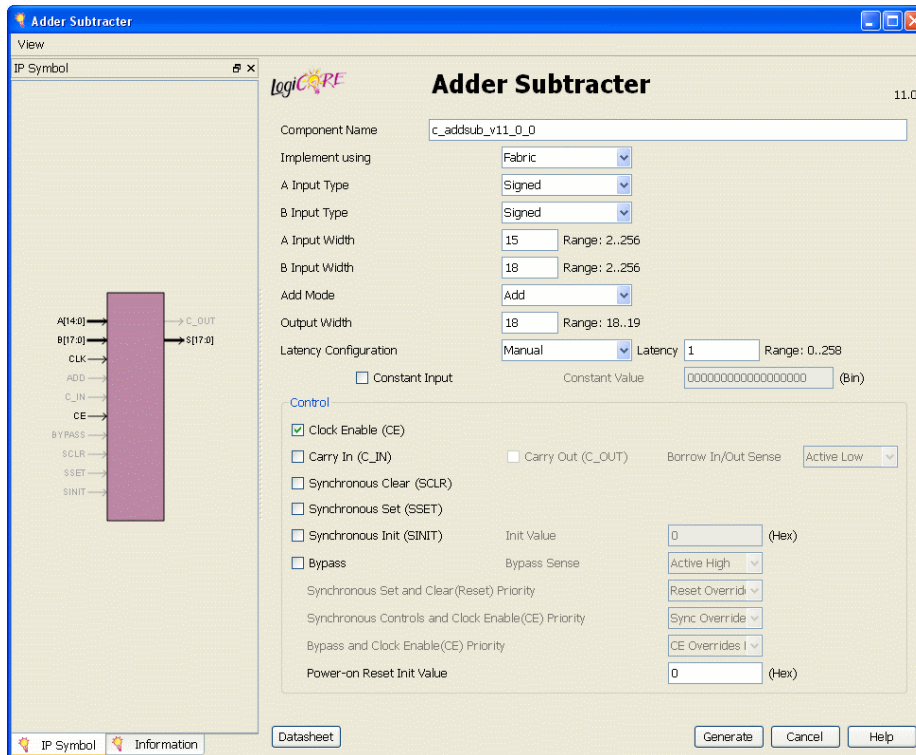 Adder Subtracter
View
IP Symbol
LogiCORE
Adder Subtracter
11.0
Component Name c_addsub_v11_0_0
Implement using Fabric
A Input Type Signed
B Input Type Signed
A Input Width 15 Range: 2..256
B Input Width 18 Range: 2..256
Add Mode Add
Output Width 18 Range: 18..19
Latency Configuration Manual Latency 1 Range: 0..258
Constant Input Constant Value 000000000000000000 (Bin)
Control
Clock Enable (CE)
Carry In (C_IN) Carry Out (C_OUT) Borrow In/Out Sense Active Low
Synchronous Clear (SCLR)
Synchronous Set (SSET)
Synchronous Init (SINIT) Init Value 0 (Hex)
Bypass Bypass Sense Active High
Synchronous Set and Clear(Reset) Priority Reset Overrid
Synchronous Controls and Clock Enable(CE) Priority Sync Override
Bypass and Clock Enable(CE) Priority CE Overrides
Power-on Reset Init Value 0 (Hex)
A[14:0] C_OUT
B[17:0] S[17:0]
CLK
ADD
C_IN
CE
BYPASS
SCLR
SSET
SINIT
IP Symbol Information
Datasheet Generate Cancel Help